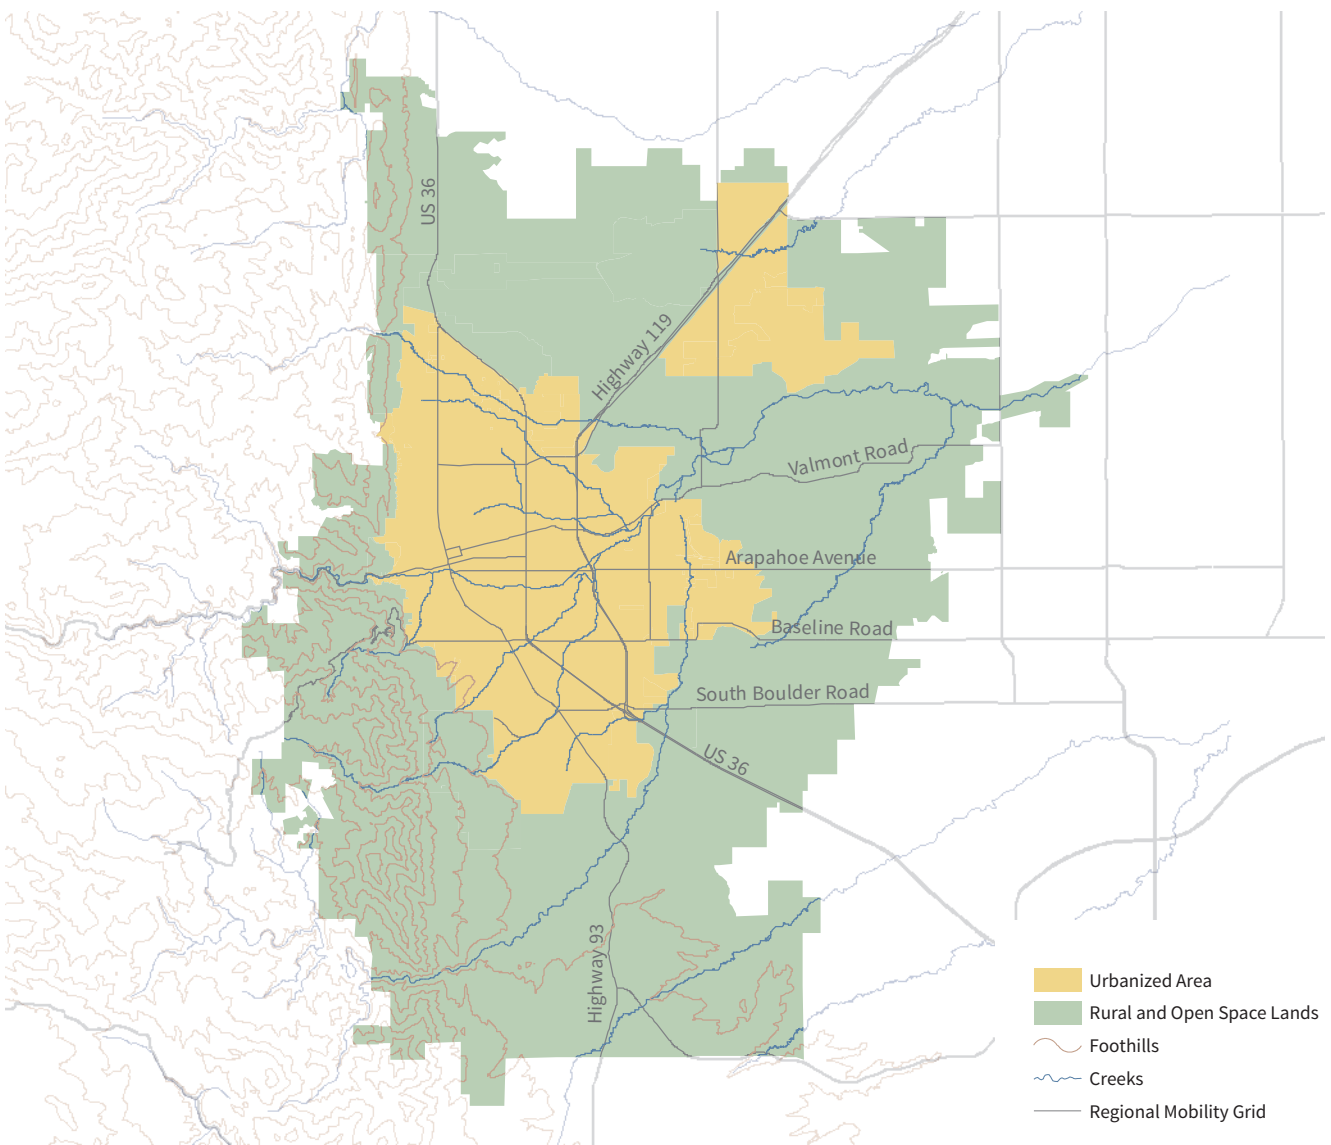 US 36
Highway 119
Valmont Road
Arapahoe Avenue
Baseline Road
South Boulder Road
US 36
Highway 93
Urbanized Area
Rural and Open Space Lands
Foothills
Creeks
Regional Mobility Grid